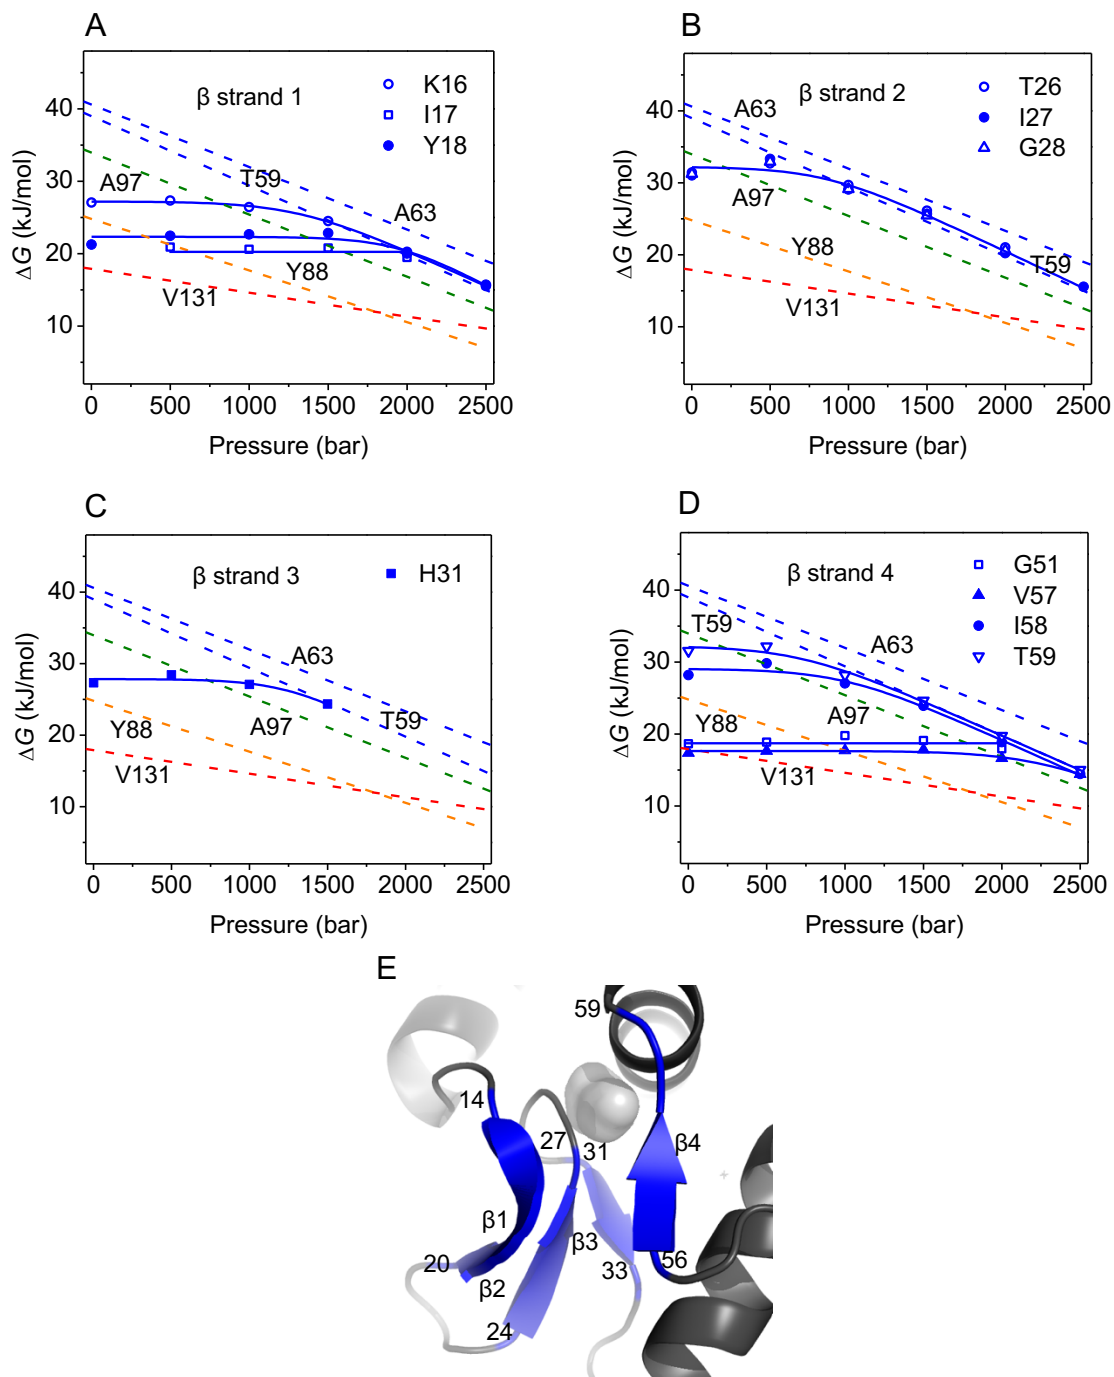 A
β strand 1
K16
I17
Y18
A97
T59
A63
Y88
V131
40
30
20
10
ΔG (kJ/mol)
0 500 1000 1500 2000 2500
Pressure (bar)
B
β strand 2
T26
I27
G28
A63
A97
Y88
T59
V131
40
30
20
10
ΔG (kJ/mol)
0 500 1000 1500 2000 2500
Pressure (bar)
C
β strand 3
H31
A63
T59
A97
Y88
V131
40
30
20
10
ΔG (kJ/mol)
0 500 1000 1500 2000 2500
Pressure (bar)
D
β strand 4
G51
V57
I58
T59
T59
A63
A97
Y88
V131
40
30
20
10
ΔG (kJ/mol)
0 500 1000 1500 2000 2500
Pressure (bar)
E
59
14
27
31
β4
β1
β3
20
β2
33
56
24